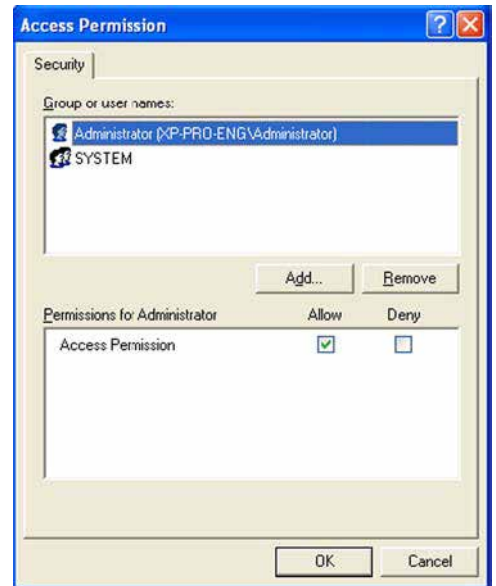 Access Permission
Security
Group or user names:
Administrator (XP-PRO-ENG\Administrator)
SYSTEM
Add...
Remove
Permissions for Administrator Allow Deny
Access Permission
OK
Cancel